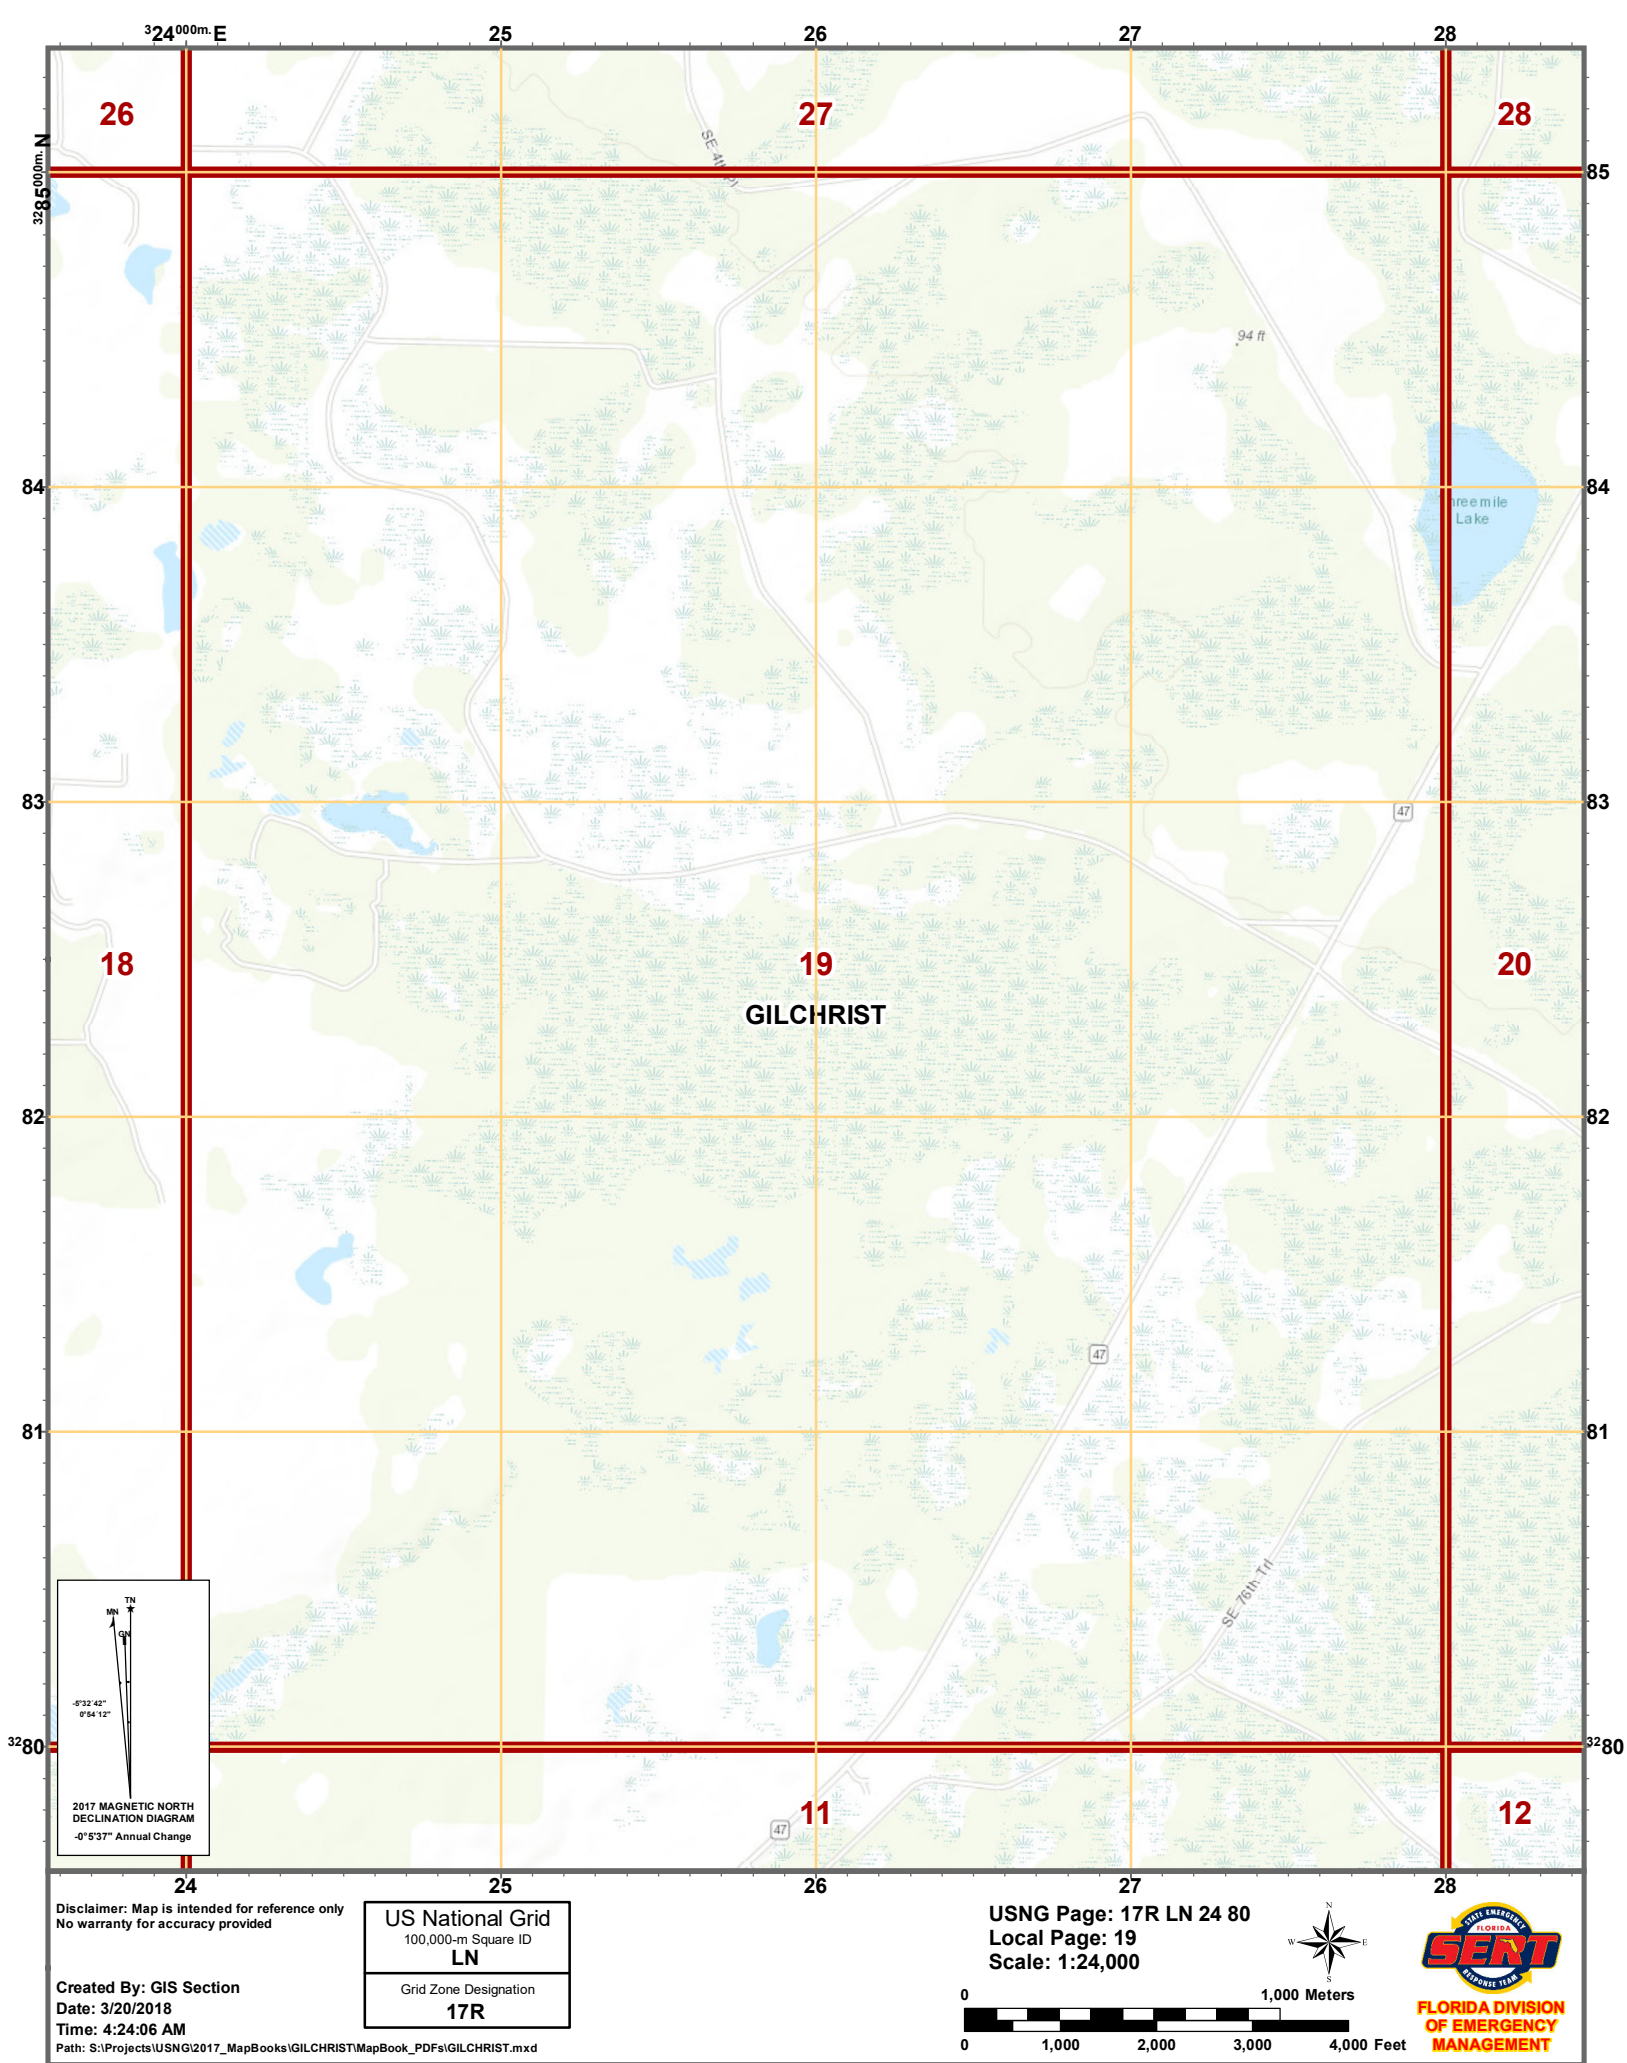 324000m. E
25
26
27
28
26
27
28
3285000m. N
85
SE 4th Pl
94 ft
84
84
hreemile
Lake
83
83
47
18
19
20
GILCHRIST
82
82
47
81
81
SE 76th Trl
TN
MN
GN
-5°32'42"
0°54'12"
2017 MAGNETIC NORTH
DECLINATION DIAGRAM
-0°5'37" Annual Change
3280
3280
11
12
47
24
25
26
27
28
Disclaimer: Map is intended for reference only
No warranty for accuracy provided
Created By: GIS Section
Date: 3/20/2018
Time: 4:24:06 AM
Path: S:\Projects\USNG\2017_MapBooks\GILCHRIST\MapBook_PDFs\GILCHRIST.mxd
US National Grid
100,000-m Square ID
LN
Grid Zone Designation
17R
USNG Page: 17R LN 24 80
Local Page: 19
Scale: 1:24,000
N
W E
S
0 1,000 Meters
0 1,000 2,000 3,000 4,000 Feet
STATE EMERGENCY
FLORIDA
SERT
RESPONSE TEAM
FLORIDA DIVISION
OF EMERGENCY
MANAGEMENT